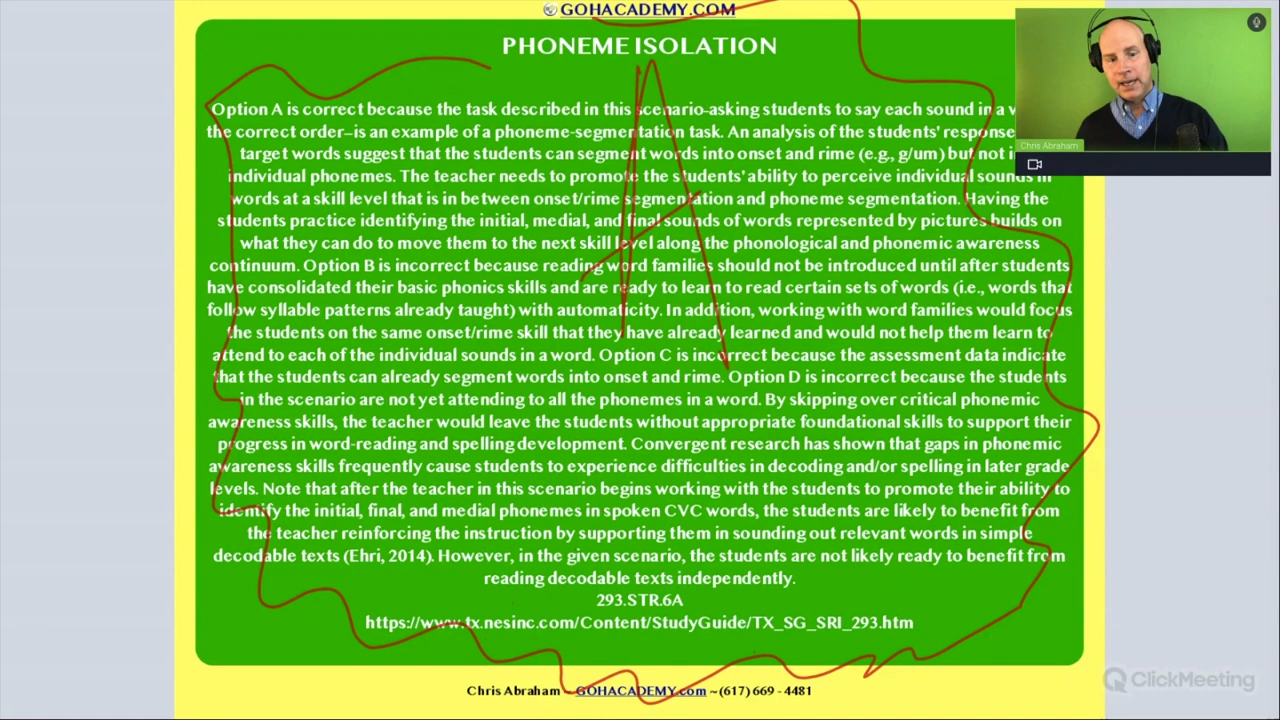 GOHACADEMY.COM
PHONEME ISOLATION
Option A is correct because the task described in this scenario–asking students to say each sound in a
the correct order–is an example of a phoneme-segmentation task. An analysis of the students' response
target words suggest that the students can segment words into onset and rime (e.g., g/um) but not
individual phonemes. The teacher needs to promote the students' ability to perceive individual sounds in
words at a skill level that is in between onset/rime segmentation and phoneme segmentation. Having the
students practice identifying the initial, medial, and final sounds of words represented by pictures builds on
what they can do to move them to the next skill level along the phonological and phonemic awareness
continuum. Option B is incorrect because reading word families should not be introduced until after students
have consolidated their basic phonics skills and are ready to learn to read certain sets of words (i.e., words that
follow syllable patterns already taught) with automaticity. In addition, working with word families would focus
the students on the same onset/rime skill that they have already learned and would not help them learn to
attend to each of the individual sounds in a word. Option C is incorrect because the assessment data indicate
that the students can already segment words into onset and rime. Option D is incorrect because the students
in the scenario are not yet attending to all the phonemes in a word. By skipping over critical phonemic
awareness skills, the teacher would leave the students without appropriate foundational skills to support their
progress in word-reading and spelling development. Convergent research has shown that gaps in phonemic
awareness skills frequently cause students to experience difficulties in decoding and/or spelling in later grade
levels. Note that after the teacher in this scenario begins working with the students to promote their ability to
identify the initial, final, and medial phonemes in spoken CVC words, the students are likely to benefit from
the teacher reinforcing the instruction by supporting them in sounding out relevant words in simple
decodable texts (Ehri, 2014). However, in the given scenario, the students are not likely ready to benefit from
reading decodable texts independently.
293.STR.6A
https://www.tx.nesinc.com/Content/StudyGuide/TX_SG_SRI_293.htm
Chris Abraham ~ GOHACADEMY.com ~(617) 669 - 4481
A
Chris Abraham
ClickMeeting